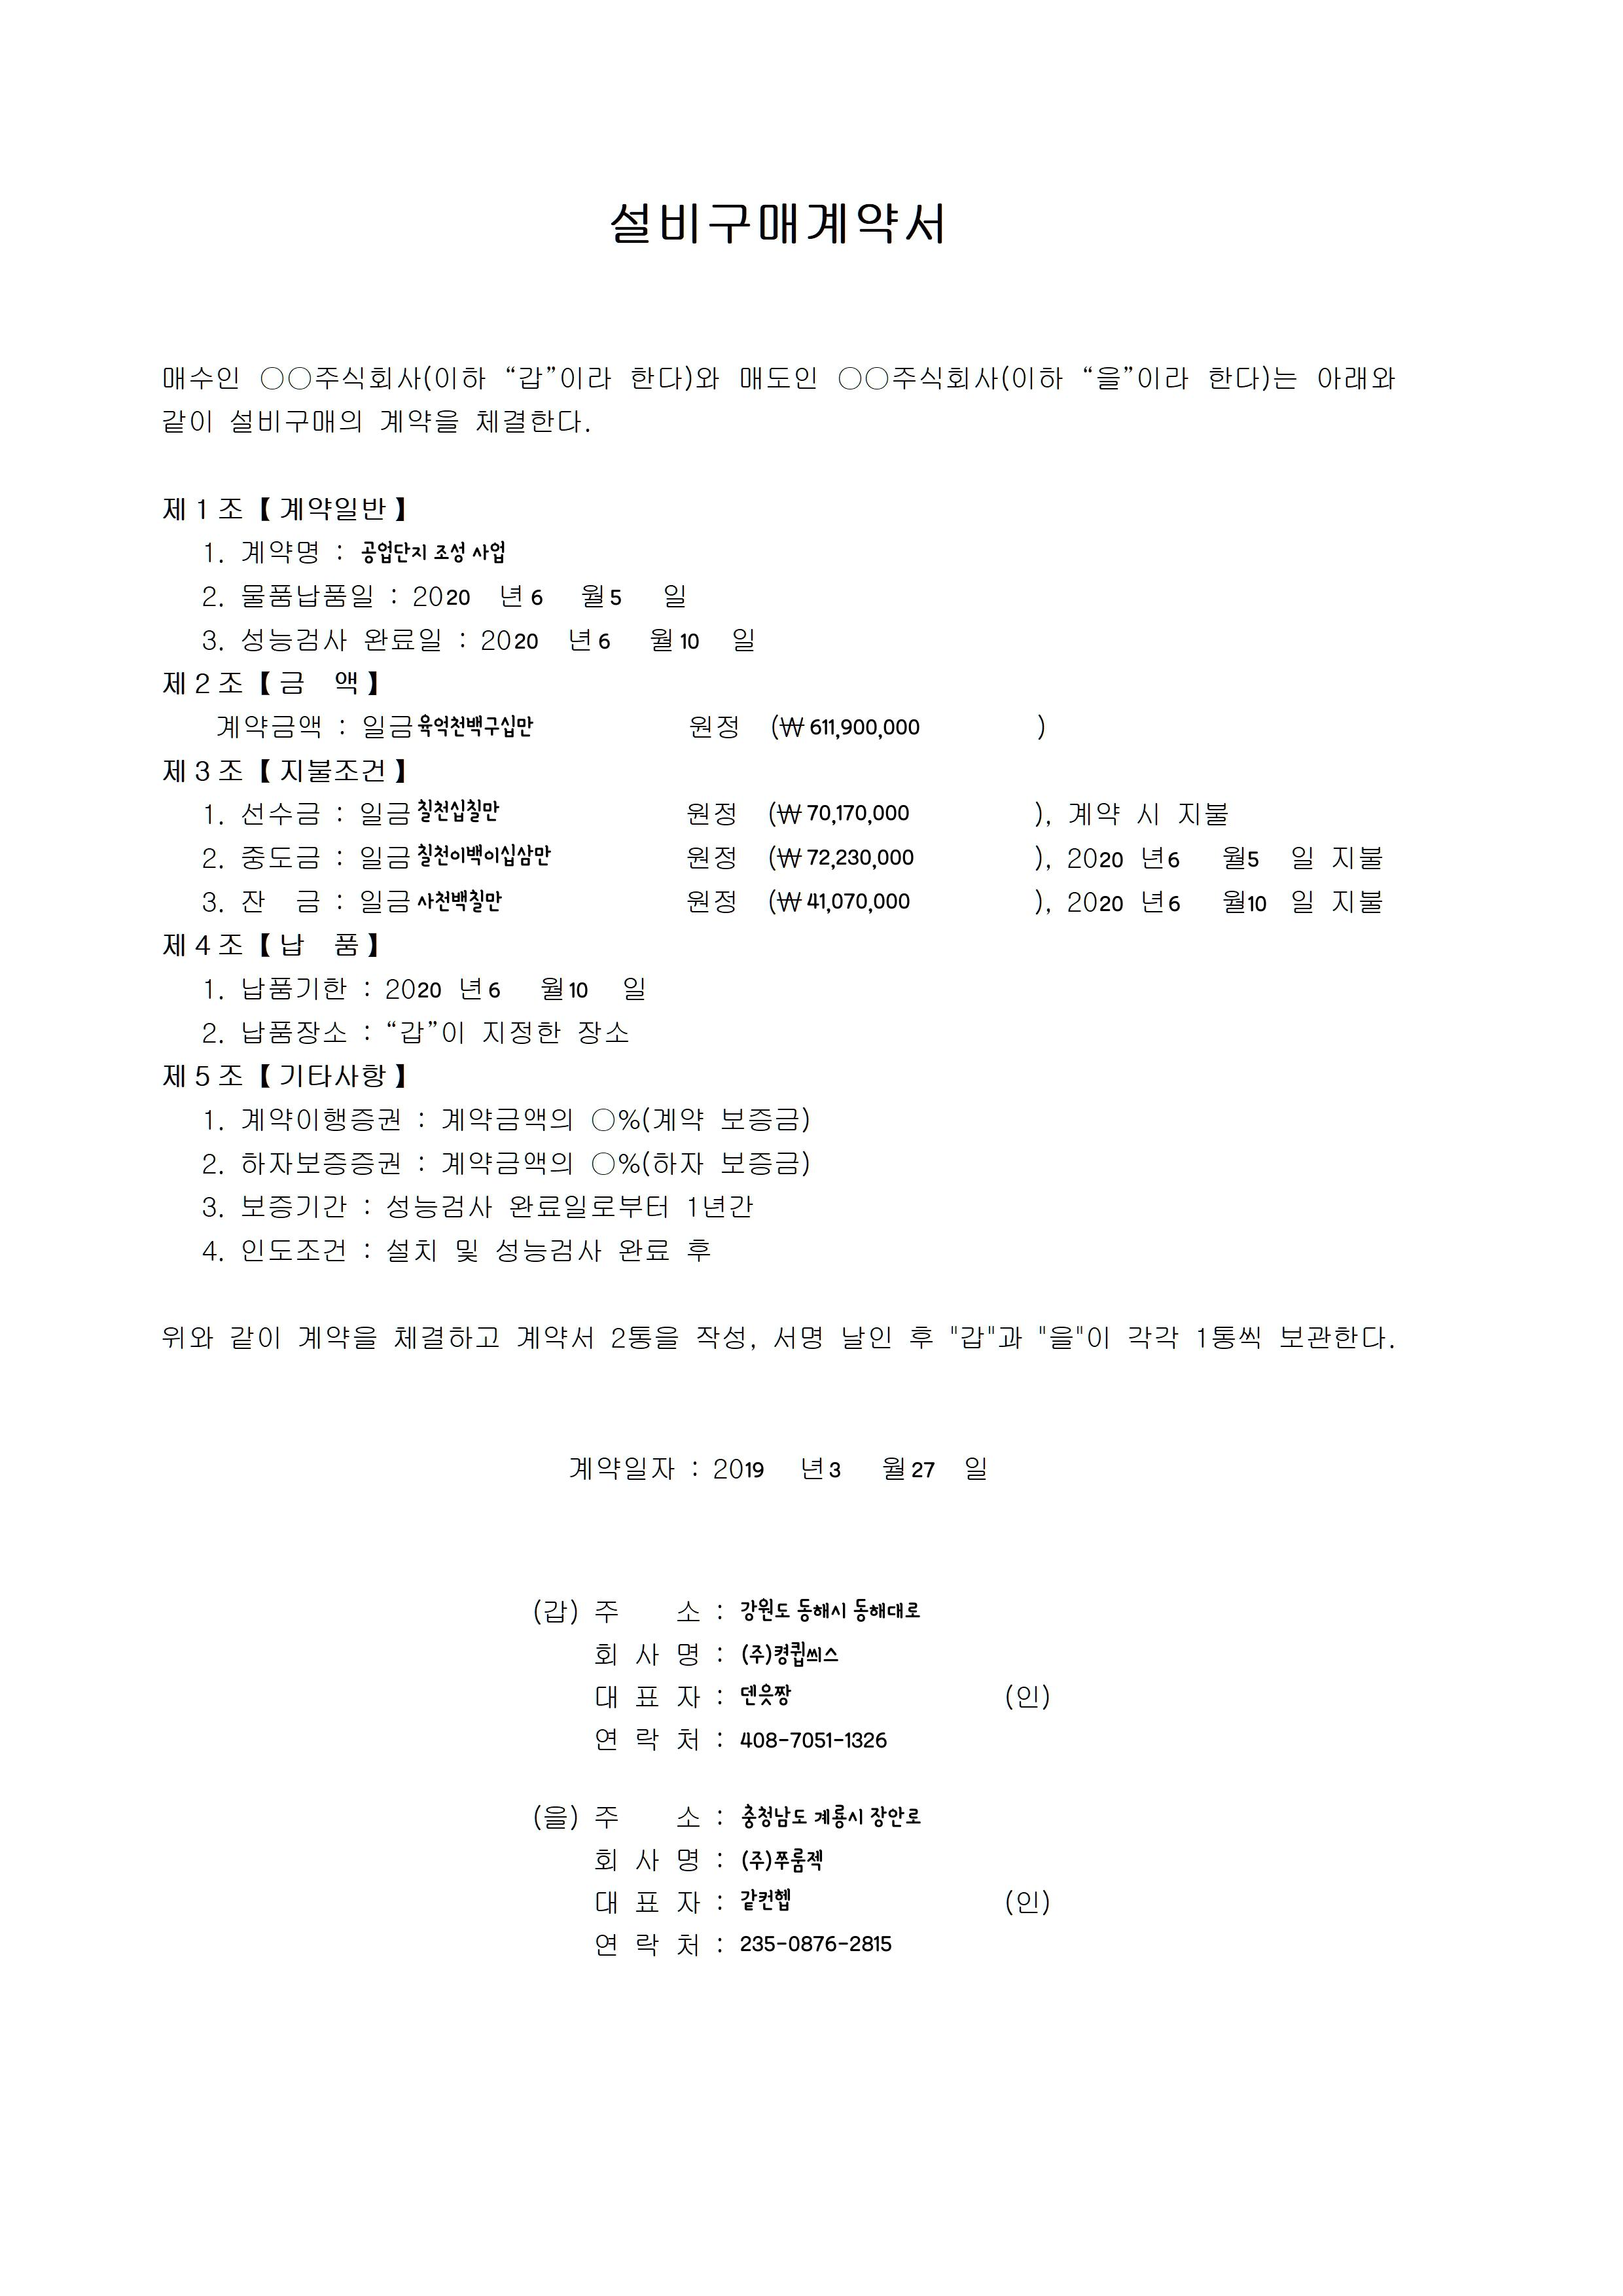 설비구매계약서
매수인 ○○주식회사(이하 “갑”이라 한다)와 매도인 ○○주식회사(이하 “을”이라 한다)는 아래와
같이 설비구매의 계약을 체결한다.
제1조【계약일반】
1. 계약명 : 공업단지 조성 사업
2. 물품납품일 : 2020 년 6 월 5 일
3. 성능검사 완료일 : 2020 년 6 월 10 일
제2조【금 액】
계약금액 : 일금 육억천백구십만 원정 (₩ 611,900,000 )
제3조【지불조건】
1. 선수금 : 일금 칠천십칠만 원정 (₩ 70,170,000 ), 계약 시 지불
2. 중도금 : 일금 칠천이백이십삼만 원정 (₩ 72,230,000 ), 2020 년 6 월 5 일 지불
3. 잔 금 : 일금 사천백칠만 원정 (₩ 41,070,000 ), 2020 년 6 월 10 일 지불
제4조【납 품】
1. 납품기한 : 2020 년 6 월 10 일
2. 납품장소 : “갑”이 지정한 장소
제5조【기타사항】
1. 계약이행증권 : 계약금액의 ○%(계약 보증금)
2. 하자보증증권 : 계약금액의 ○%(하자 보증금)
3. 보증기간 : 성능검사 완료일로부터 1년간
4. 인도조건 : 설치 및 성능검사 완료 후
위와 같이 계약을 체결하고 계약서 2통을 작성, 서명 날인 후 "갑"과 "을"이 각각 1통씩 보관한다.
계약일자 : 2019 년 3 월 27 일
(갑) 주 소 : 강원도 동해시 동해대로
회 사 명 : (주)켱큅씌스
대 표 자 : 덴읏짱 (인)
연 락 처 : 408-7051-1326
(을) 주 소 : 충청남도 계룡시 장안로
회 사 명 : (주)쭈룸젝
대 표 자 : 같컨헵 (인)
연 락 처 : 235-0876-2815